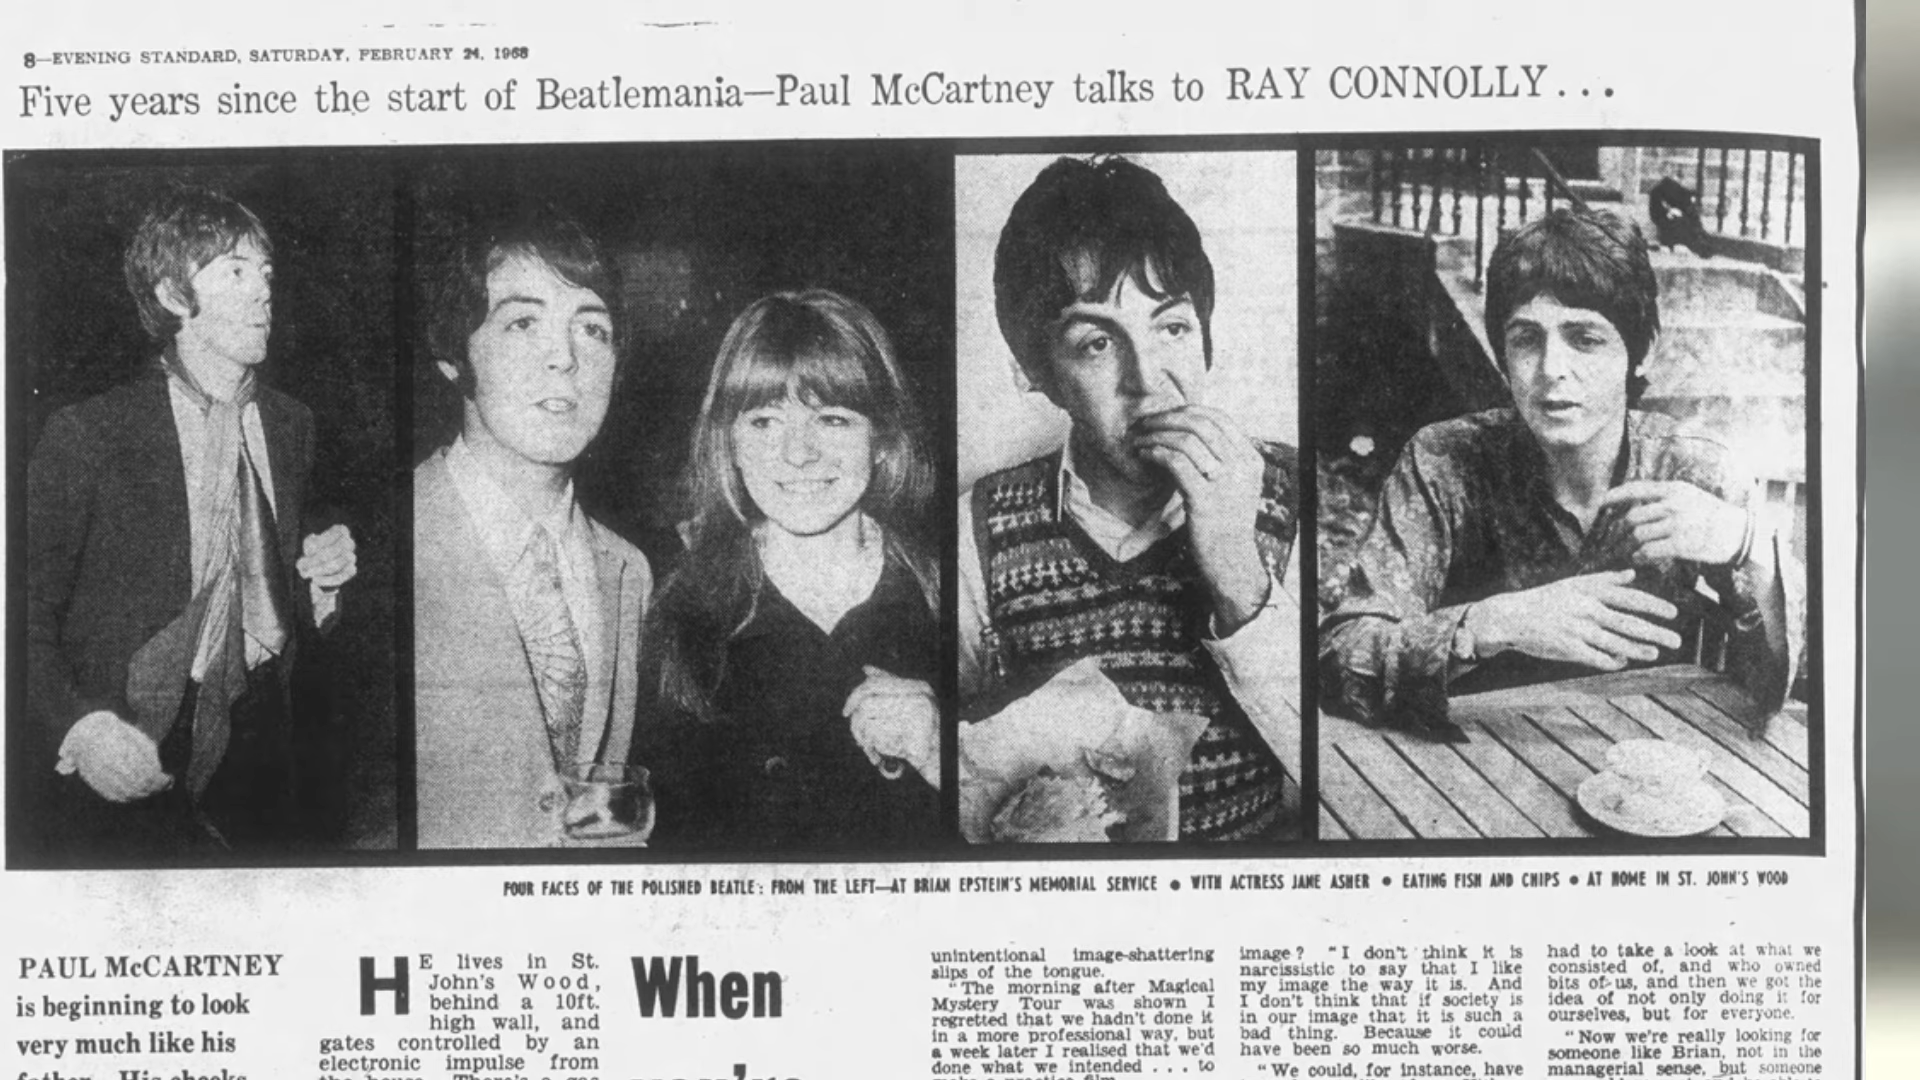 8—EVENING STANDARD, SATURDAY, FEBRUARY 24, 1968
Five years since the start of Beatlemania—Paul McCartney talks to RAY CONNOLLY...
FOUR FACES OF THE POLISHED BEATLE: FROM THE LEFT—AT BRIAN EPSTEIN'S MEMORIAL SERVICE ● WITH ACTRESS JANE ASHER ● EATING FISH AND CHIPS ● AT HOME IN ST. JOHN'S WOOD
PAUL McCARTNEY
is beginning to look
very much like his
HE lives in St.
John's Wood,
behind a 10ft.
high wall, and
gates controlled by an
electronic impulse from
When
unintentional image-shattering
slips of the tongue.
"The morning after Magical
Mystery Tour was shown I
regretted that we hadn't done it
in a more professional way, but
a week later I realised that we'd
done what we intended . . . to
image? "I don't think it is
narcissistic to say that I like
my image the way it is. And
I don't think that if society is
in our image that it is such a
bad thing. Because it could
have been so much worse.
"We could, for instance, have
had to take a look at what we
consisted of, and who owned
bits of us, and then we got the
idea of not only doing it for
ourselves, but for everyone.
"Now we're really looking for
someone like Brian, not in the
managerial sense, but someone